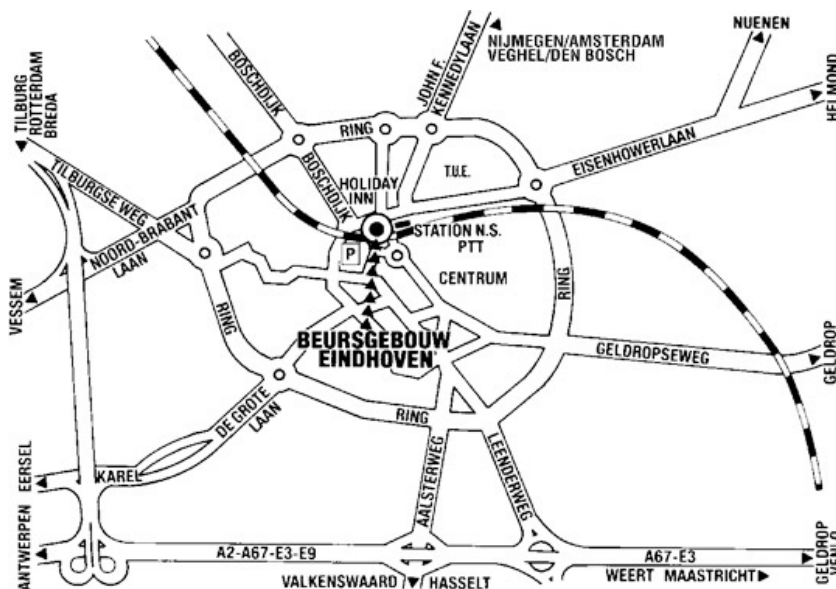 NUENEN
NIJMEGEN/AMSTERDAM
VEGHEL/DEN BOSCH
BOSCHDIJK
JOHN F.
KENNEDYLAAN
TILBURG
ROTTERDAM
BREDA
HELMOND
RING
EISENHOWERLAAN
TILBURGSEWEG
BOSCHDIJK
T.U.E.
HOLIDAY
INN
NOORD-BRABANT
LAAN
STATION N.S.
PTT
P
CENTRUM
VESSEM
RING
RING
BEURSGEBOUW
EINDHOVEN
GELDROPSEWEG
GELDROP
DE GROTE
LAAN
RING
KAREL
EERSEL
AALSTERWEG
LEENDERWEG
ANTWERPEN
A2-A67-E3-E9
A67-E3
GELDROP
VENLO
VALKENSWAARD
HASSELT
WEERT MAASTRICHT